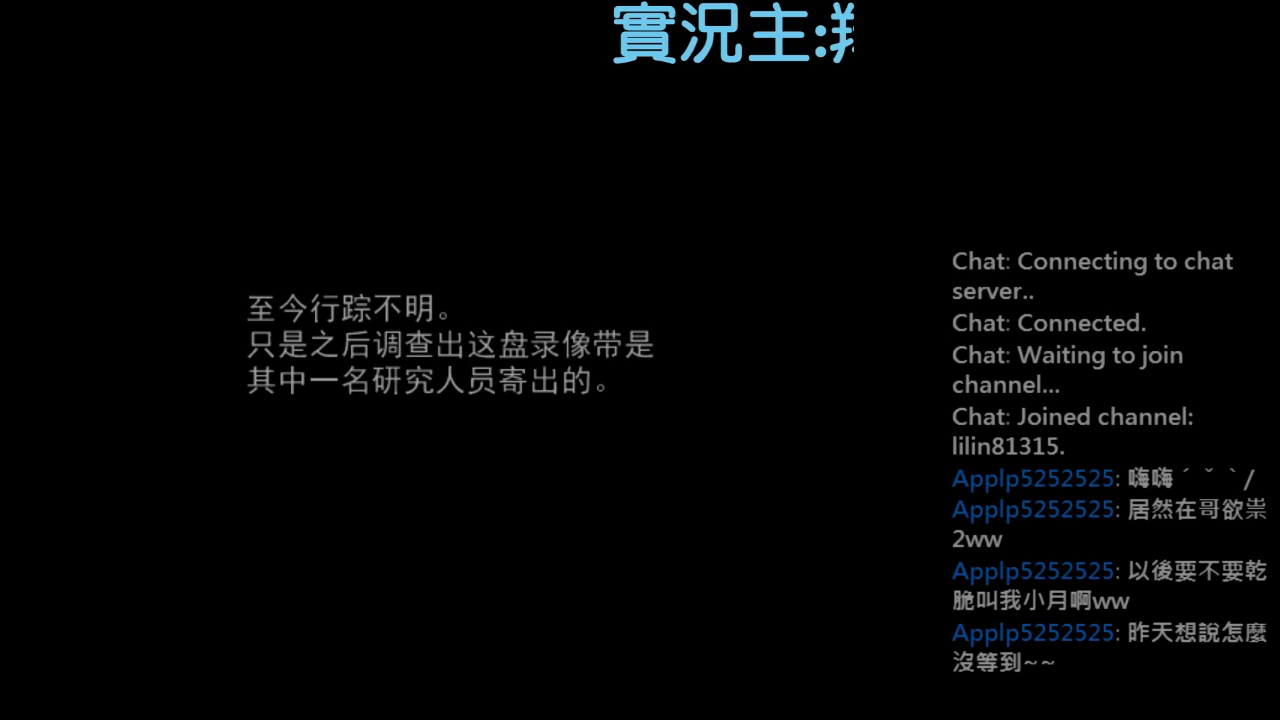 實況主:
至今行踪不明。
只是之后调查出这盘录像带是
其中一名研究人员寄出的。
Chat: Connecting to chat
server..
Chat: Connected.
Chat: Waiting to join
channel...
Chat: Joined channel:
lilin81315.
Applp5252525: 嗨嗨ˊˇˋ/
Applp5252525: 居然在哥欲祟
2ww
Applp5252525: 以後要不要乾
脆叫我小月啊ww
Applp5252525: 昨天想說怎麼
沒等到~~